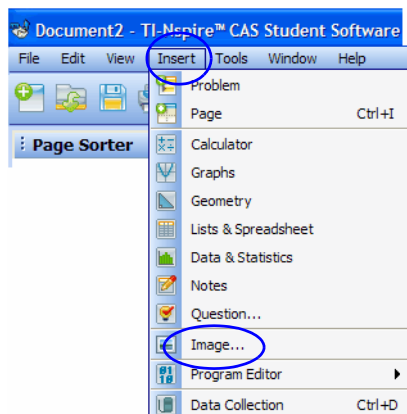 Document2 - TI-Nspire™ CAS Student Software
File Edit View Insert Tools Window Help
Problem
Page Ctrl+I
Page Sorter
Calculator
Graphs
Geometry
Lists & Spreadsheet
Data & Statistics
Notes
Question...
Image...
Program Editor
Data Collection Ctrl+D